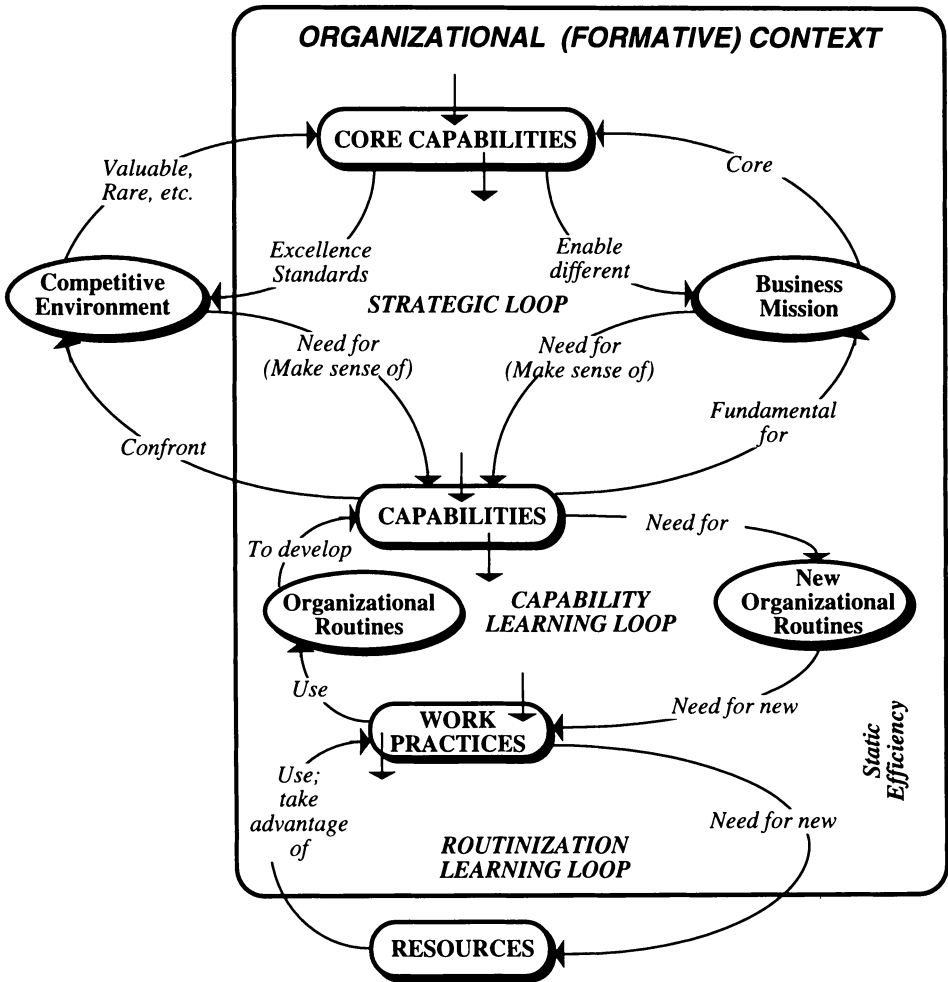 ORGANIZATIONAL (FORMATIVE) CONTEXT
CORE CAPABILITIES
Valuable,
Rare, etc.
Core
Excellence
Standards
Enable
different
Competitive
Environment
Business
Mission
STRATEGIC LOOP
Need for
(Make sense of)
Need for
(Make sense of)
Fundamental
for
Confront
CAPABILITIES
Need for
To develop
Organizational
Routines
CAPABILITY
LEARNING LOOP
New
Organizational
Routines
Use
Need for new
WORK
PRACTICES
Static
Efficiency
Use;
take
advantage
of
Need for new
ROUTINIZATION
LEARNING LOOP
RESOURCES